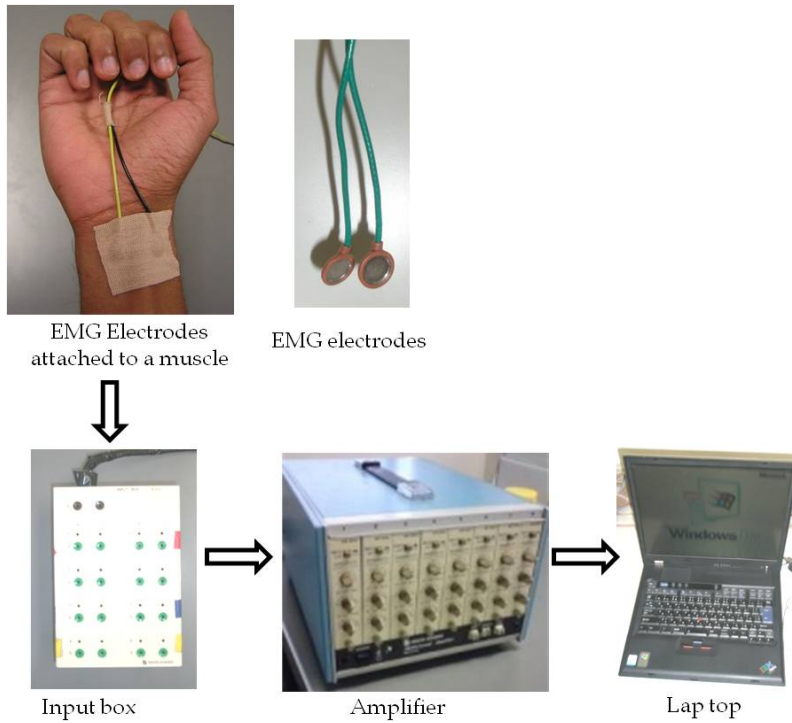 EMG Electrodes
attached to a muscle
EMG electrodes
Input box
Amplifier
Lap top
Windows